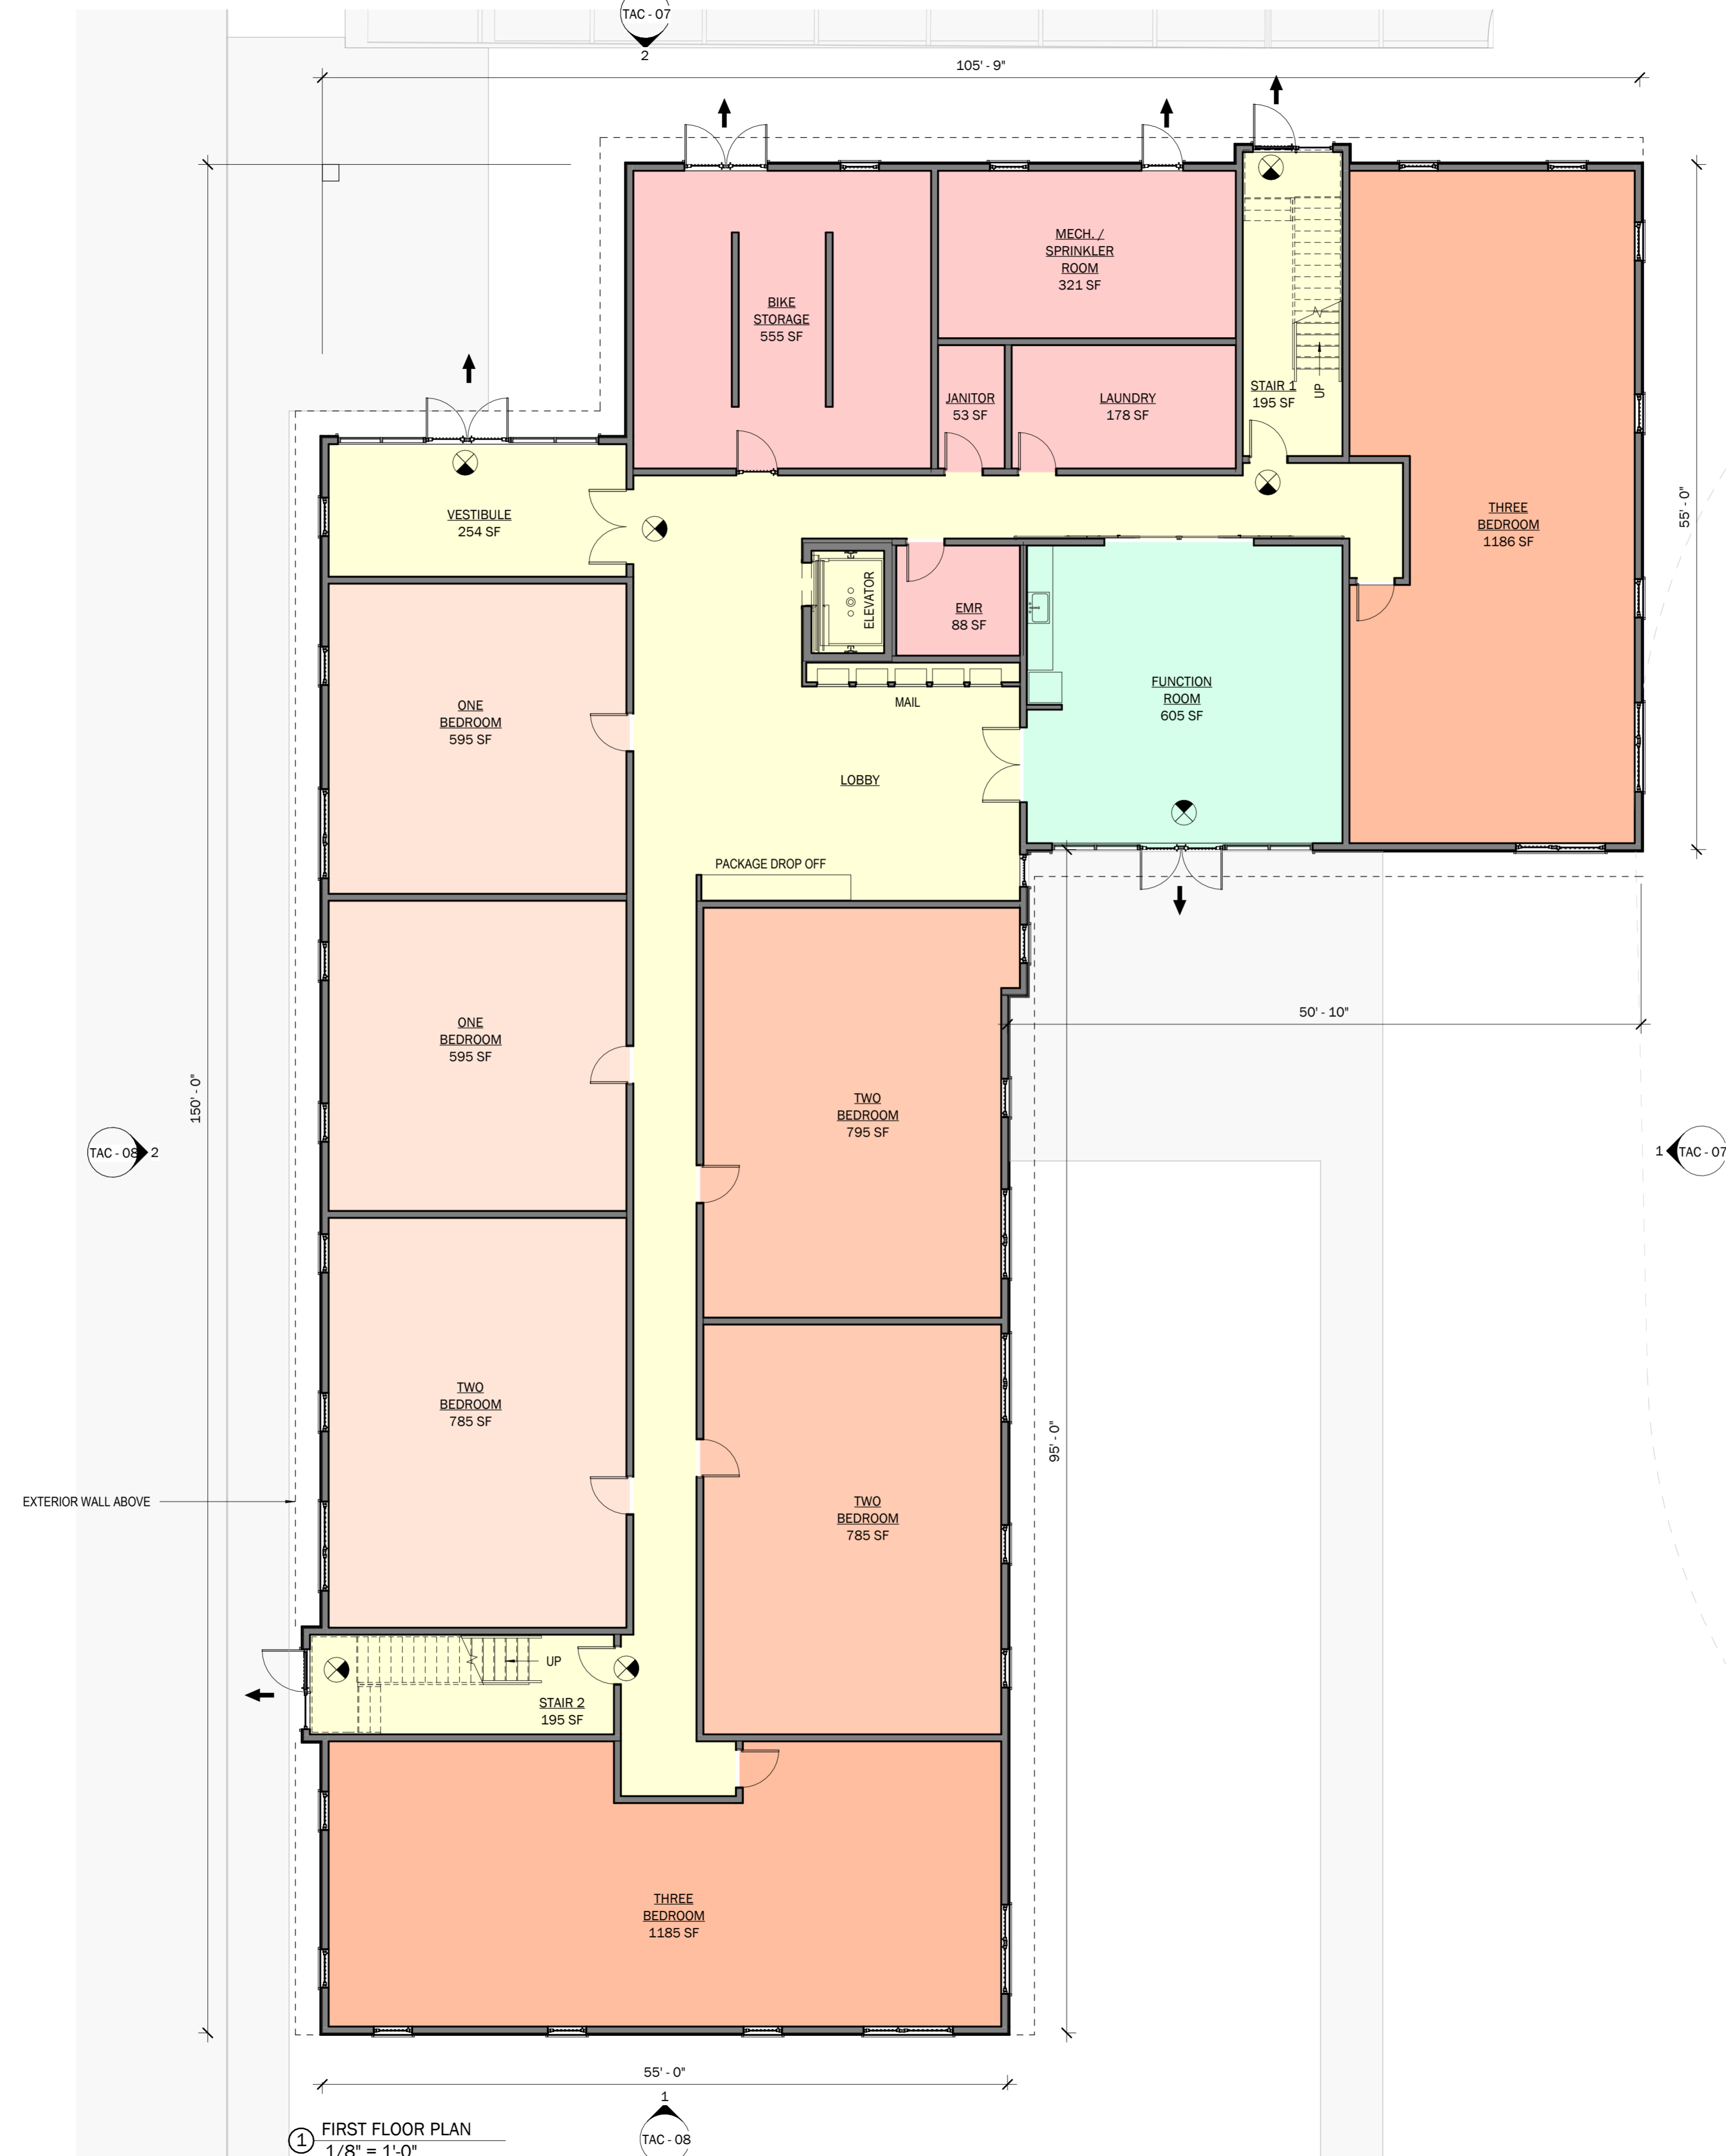 TAC - 07
2
105' - 9"
MECH. /
SPRINKLER
ROOM
321 SF
BIKE
STORAGE
555 SF
JANITOR
53 SF
LAUNDRY
178 SF
STAIR 1
195 SF
UP
VESTIBULE
254 SF
THREE
BEDROOM
1186 SF
55' - 0"
ELEVATOR
EMR
88 SF
MAIL
FUNCTION
ROOM
605 SF
ONE
BEDROOM
595 SF
LOBBY
PACKAGE DROP OFF
ONE
BEDROOM
595 SF
50' - 10"
TWO
BEDROOM
795 SF
150' - 0"
TAC - 08
2
1
TAC - 07
TWO
BEDROOM
785 SF
95' - 0"
EXTERIOR WALL ABOVE
TWO
BEDROOM
785 SF
UP
STAIR 2
195 SF
THREE
BEDROOM
1185 SF
55' - 0"
1
TAC - 08
1
FIRST FLOOR PLAN
1/8" = 1'-0"